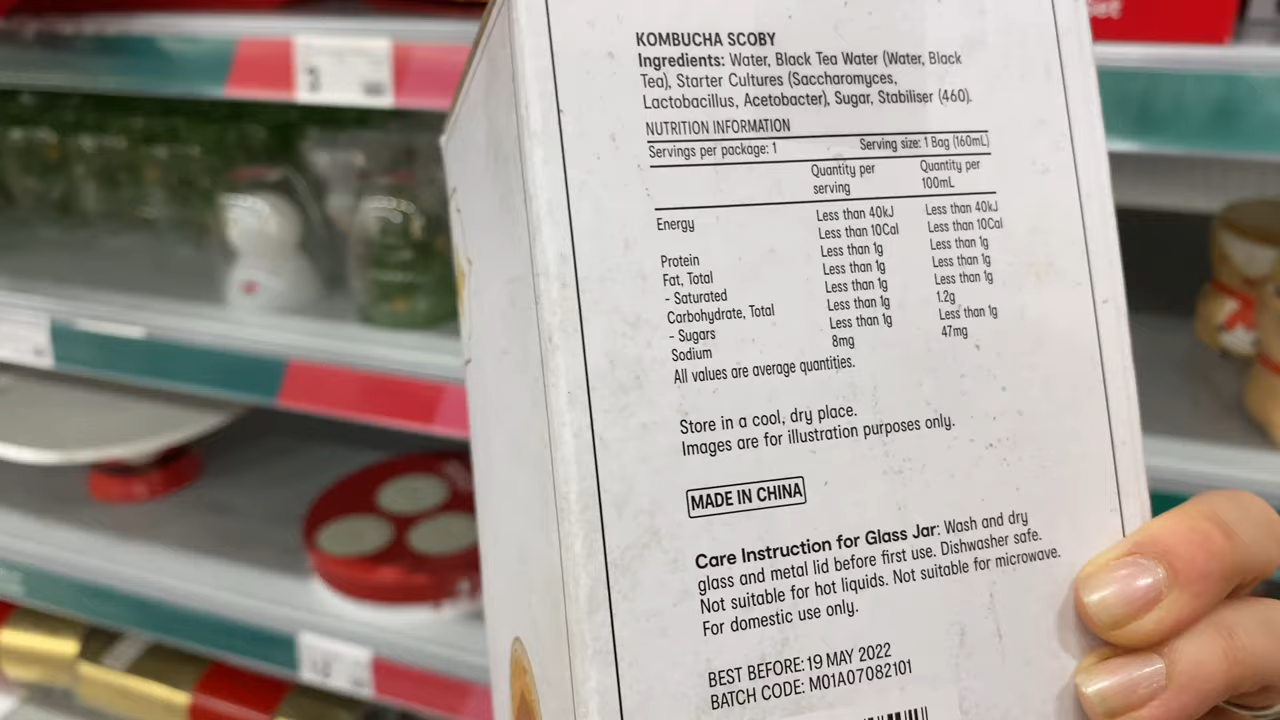 KOMBUCHA SCOBY
Ingredients: Water, Black Tea Water (Water, Black
Tea), Starter Cultures (Saccharomyces,
Lactobacillus, Acetobacter), Sugar, Stabiliser (460).
NUTRITION INFORMATION
Servings per package: 1 Serving size: 1 Bag (160mL)
Quantity per serving Quantity per 100mL
Energy Less than 40kJ Less than 40kJ
Less than 10Cal Less than 10Cal
Protein Less than 1g Less than 1g
Fat, Total Less than 1g Less than 1g
- Saturated Less than 1g Less than 1g
Carbohydrate, Total Less than 1g 1.2g
- Sugars Less than 1g Less than 1g
Sodium 8mg 47mg
All values are average quantities.
Store in a cool, dry place.
Images are for illustration purposes only.
MADE IN CHINA
Care Instruction for Glass Jar: Wash and dry
glass and metal lid before first use. Dishwasher safe.
Not suitable for hot liquids. Not suitable for microwave.
For domestic use only.
BEST BEFORE: 19 MAY 2022
BATCH CODE: M01A07082101
3